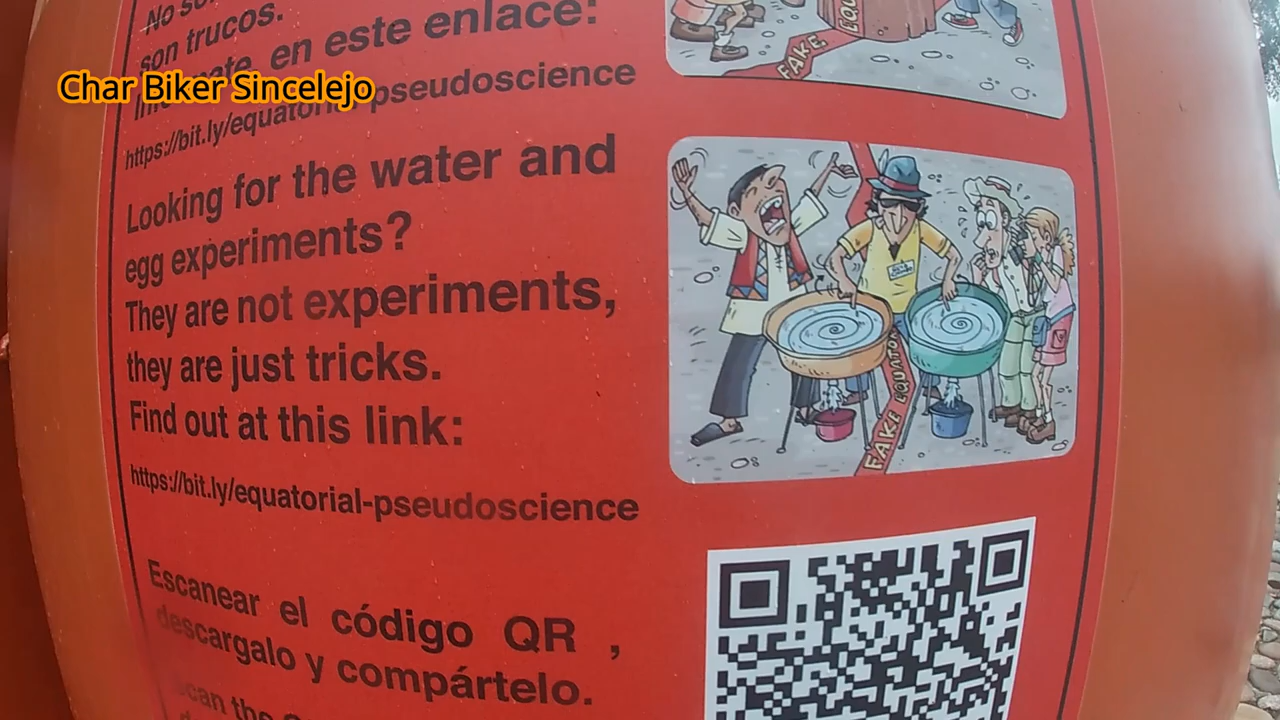 No
son trucos.
en este enlace:
Char Biker Sincelejo
https://bit.ly/equatorial-pseudoscience
Looking for the water and
egg experiments?
They are not experiments,
they are just tricks.
Find out at this link:
https://bit.ly/equatorial-pseudoscience
Escanear el código QR ,
descargalo y compártelo.
the
FAKE
FAKE EQUATOR